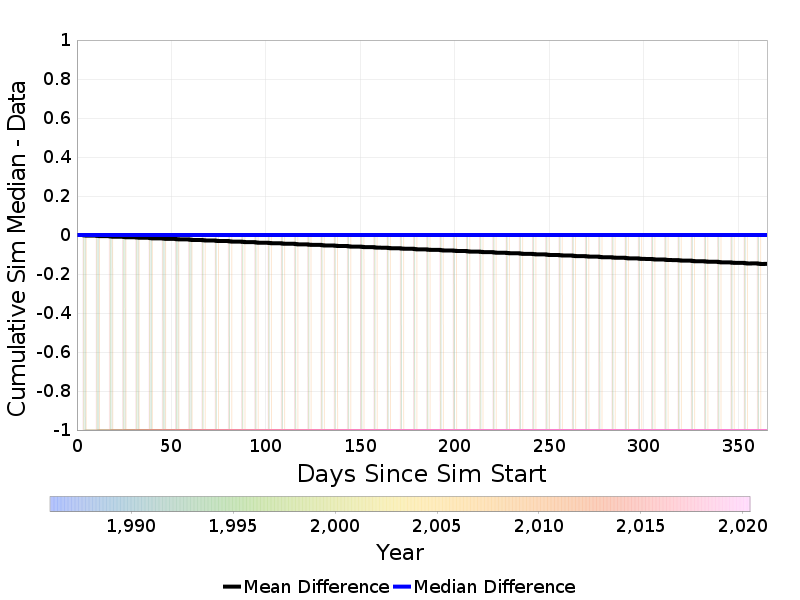 Cumulative Sim Median - Data
1
0.8
0.6
0.4
0.2
0
-0.2
-0.4
-0.6
-0.8
-1
0 50 100 150 200 250 300 350
Days Since Sim Start
1,990 1,995 2,000 2,005 2,010 2,015 2,020
Year
Mean Difference Median Difference